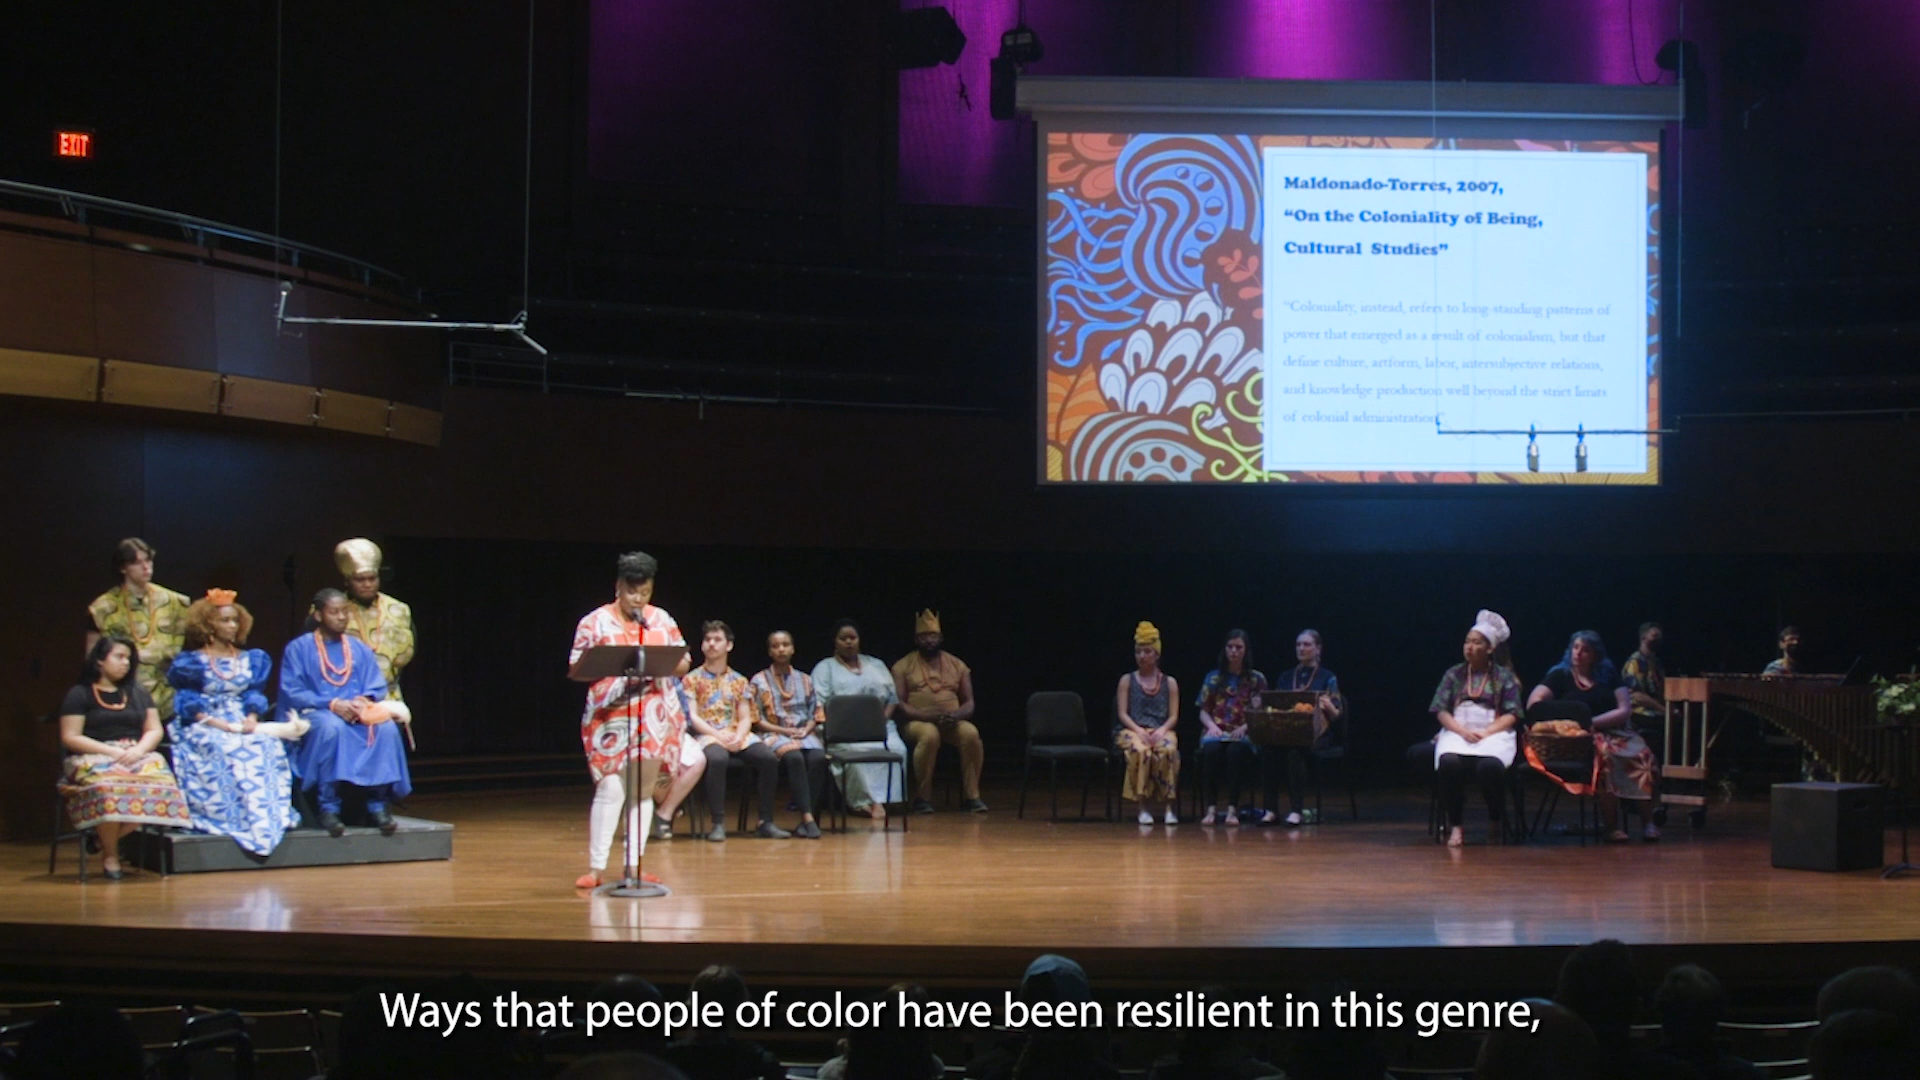 EXIT
Maldonado-Torres, 2007,
“On the Coloniality of Being,
Cultural Studies”
“Coloniality, instead, refers to long-standing patterns of
power that emerged as a result of colonialism, but that
define culture, artform, labor, intersubjective relations,
and knowledge production well beyond the strict limits
of colonial administration”.
Ways that people of color have been resilient in this genre,